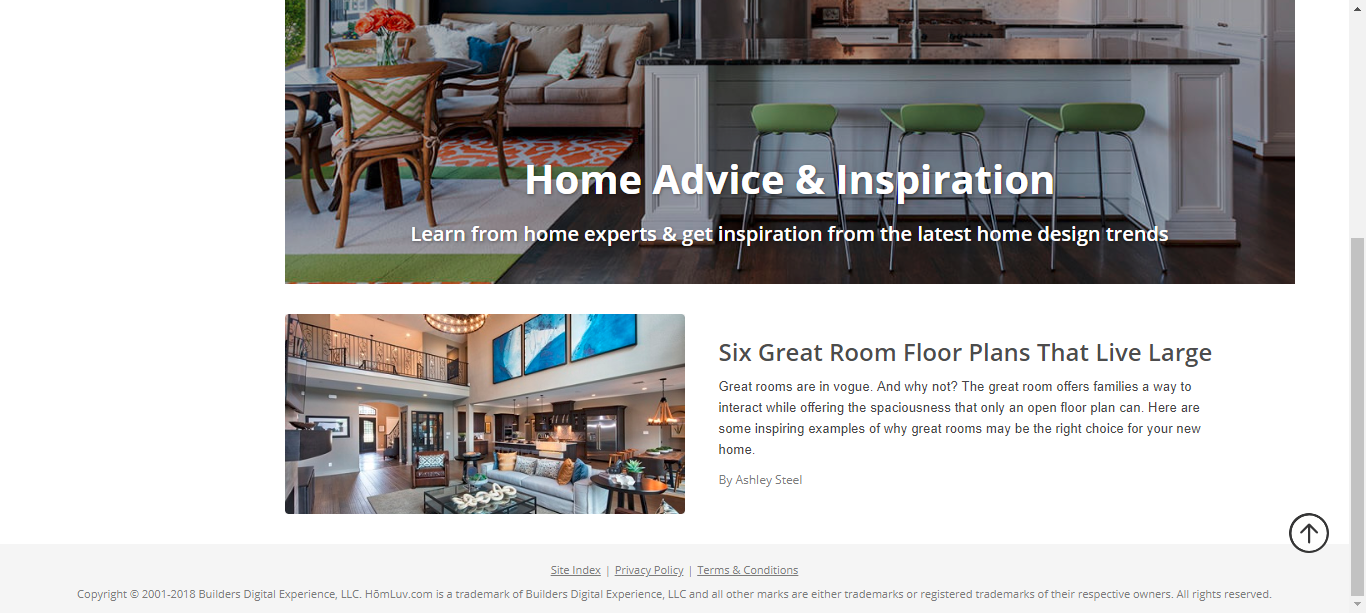 Home Advice & Inspiration
Learn from home experts & get inspiration from the latest home design trends
Six Great Room Floor Plans That Live Large
Great rooms are in vogue. And why not? The great room offers families a way to
interact while offering the spaciousness that only an open floor plan can. Here are
some inspiring examples of why great rooms may be the right choice for your new
home.
By Ashley Steel
Site Index | Privacy Policy | Terms & Conditions
Copyright © 2001-2018 Builders Digital Experience, LLC. HōmLuv.com is a trademark of Builders Digital Experience, LLC and all other marks are either trademarks or registered trademarks of their respective owners. All rights reserved.